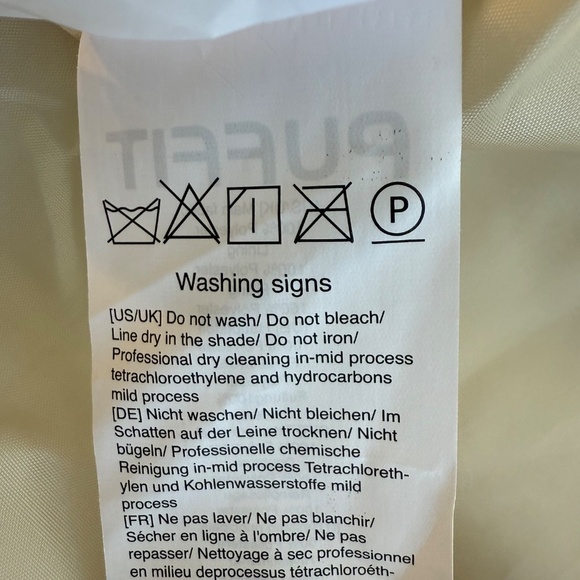 PUFFIT
P
Washing signs
[US/UK] Do not wash/ Do not bleach/
Line dry in the shade/ Do not iron/
Professional dry cleaning in-mid process
tetrachloroethylene and hydrocarbons
mild process
[DE] Nicht waschen/ Nicht bleichen/ Im
Schatten auf der Leine trocknen/ Nicht
bügeln/ Professionelle chemische
Reinigung in-med process Tetrachloreth-
ylen und Kohlenwasserstoffe mild
process
[FR] Ne pas laver/ Ne pas blanchir/
Sécher en ligne à l'ombre/ Ne pas
repasser/ Nettoyage à sec professionnel
en milieu deprocessus tétrachloroéth-